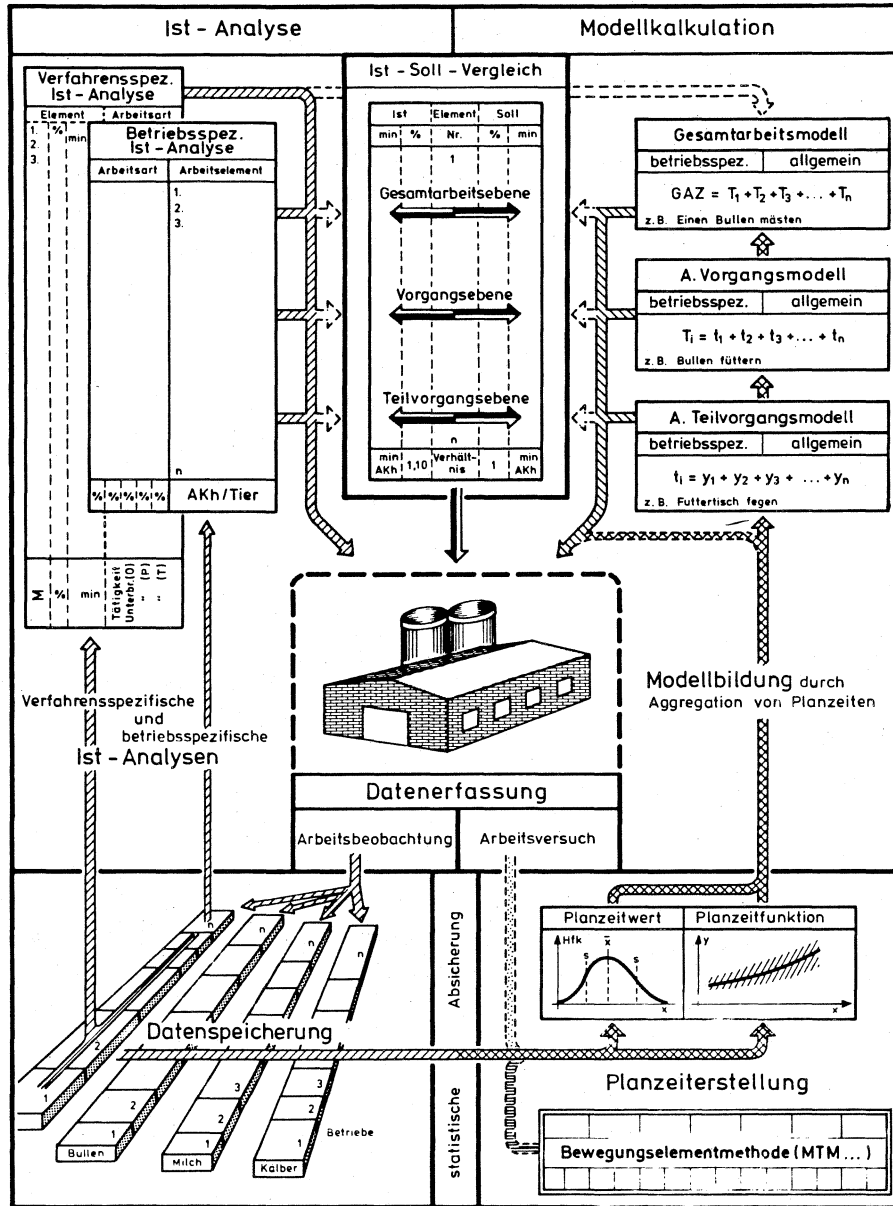 Ist - Analyse
Modellkalkulation
Verfahrensspez.
Ist - Analyse
Element Arbeitsart
1. % min
2.
3.
M % min Tätigkeit Unterbr.(O) " (P) " (T)
Betriebsspez.
Ist - Analyse
Arbeitsart Arbeitselement
1.
2.
3.
n
% % % % % AKh/Tier
Ist - Soll - Vergleich
Ist Element Soll
min % Nr. % min
1
Gesamtarbeitsebene
Vorgangsebene
Teilvorgangsebene
n
min AKh 1,10 Verhält-nis 1 min AKh
Gesamtarbeitsmodell
betriebsspez. allgemein
GAZ = T₁ + T₂ + T₃ + ... + Tₙ
z.B. Einen Bullen mästen
A. Vorgangsmodell
betriebsspez. allgemein
Tᵢ = t₁ + t₂ + t₃ + ... + tₙ
z.B. Bullen füttern
A. Teilvorgangsmodell
betriebsspez. allgemein
tᵢ = y₁ + y₂ + y₃ + ... + yₙ
z.B. Futtertisch fegen
Verfahrensspezifische
und
betriebsspezifische
Ist - Analysen
Modellbildung durch
Aggregation von Planzeiten
Datenerfassung
Arbeitsbeobachtung Arbeitsversuch
n
n
n
n
Datenspeicherung
2
1
2
1
3
2
1
3
2
1
Bullen
Milch
Kälber
Betriebe
statistische Absicherung
Planzeitwert Planzeitfunktion
Hfk x̄ s s x
y x
Planzeiterstellung
Bewegungselementmethode (MTM ...)